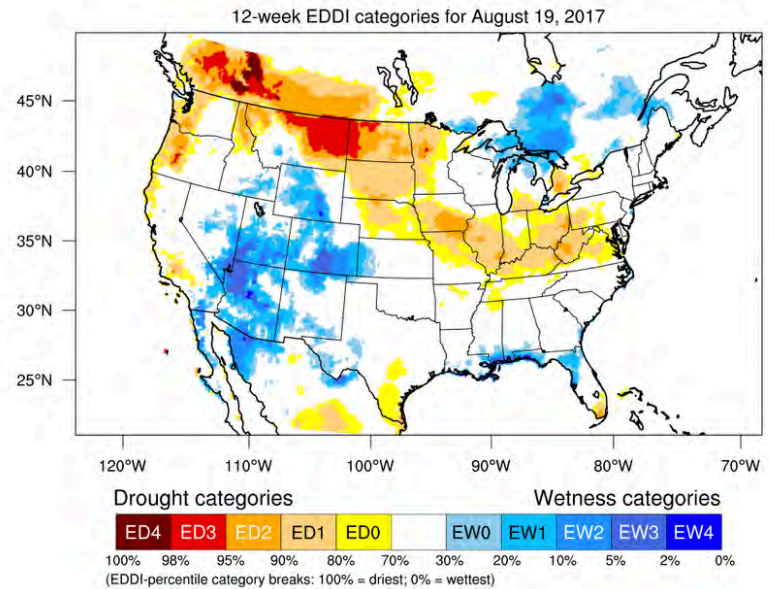 12-week EDDI categories for August 19, 2017
45°N
40°N
35°N
30°N
25°N
120°W 110°W 100°W 90°W 80°W 70°W
Drought categories Wetness categories
ED4 ED3 ED2 ED1 ED0 EW0 EW1 EW2 EW3 EW4
100% 98% 95% 90% 80% 70% 30% 20% 10% 5% 2% 0%
(EDDI-percentile category breaks: 100% = driest; 0% = wettest)